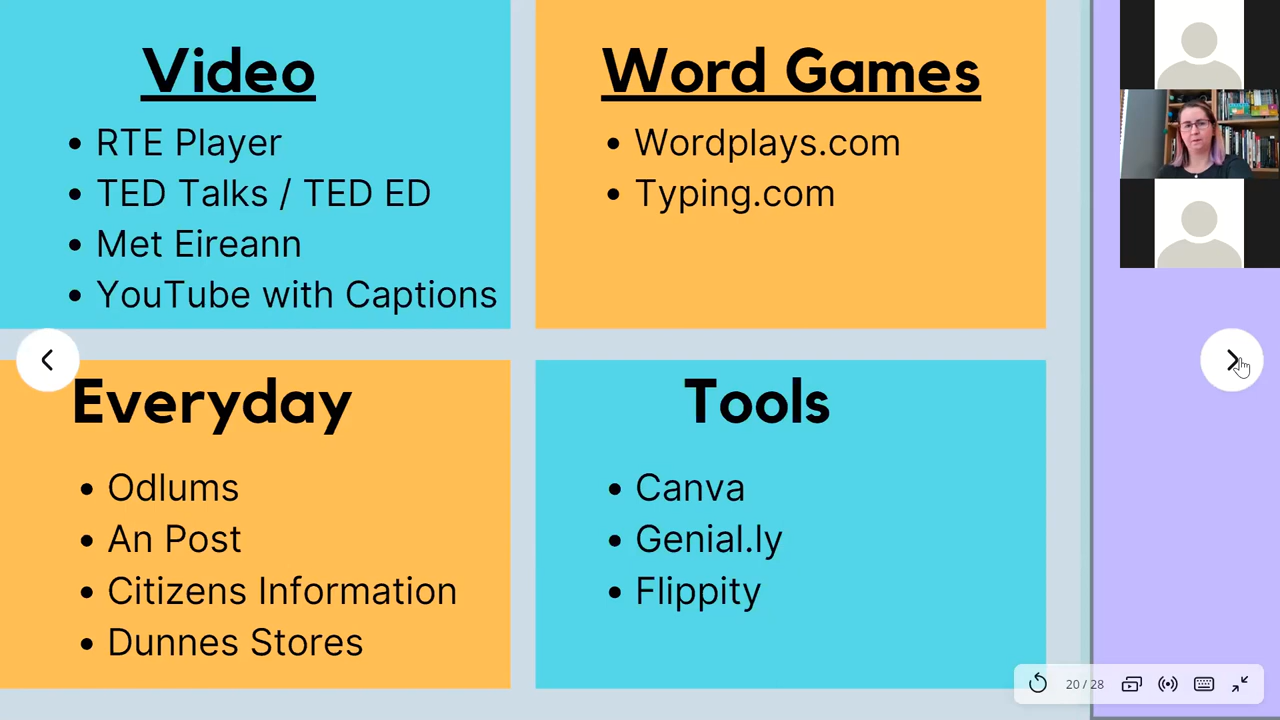 Video
RTE Player
TED Talks / TED ED
Met Eireann
YouTube with Captions
Word Games
Wordplays.com
Typing.com
Everyday
Odlums
An Post
Citizens Information
Dunnes Stores
Tools
Canva
Genial.ly
Flippity
20 / 28